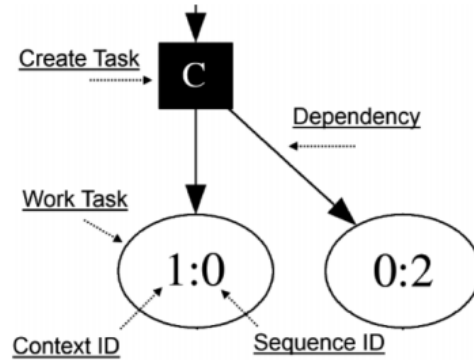 Create Task
C
Dependency
Work Task
1:0
0:2
Context ID
Sequence ID